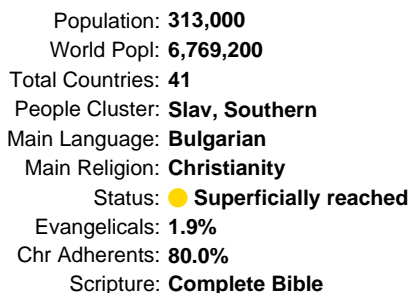 Population: 313,000
World Popl: 6,769,200
Total Countries: 41
People Cluster: Slav, Southern
Main Language: Bulgarian
Main Religion: Christianity
Status: Superficially reached
Evangelicals: 1.9%
Chr Adherents: 80.0%
Scripture: Complete Bible